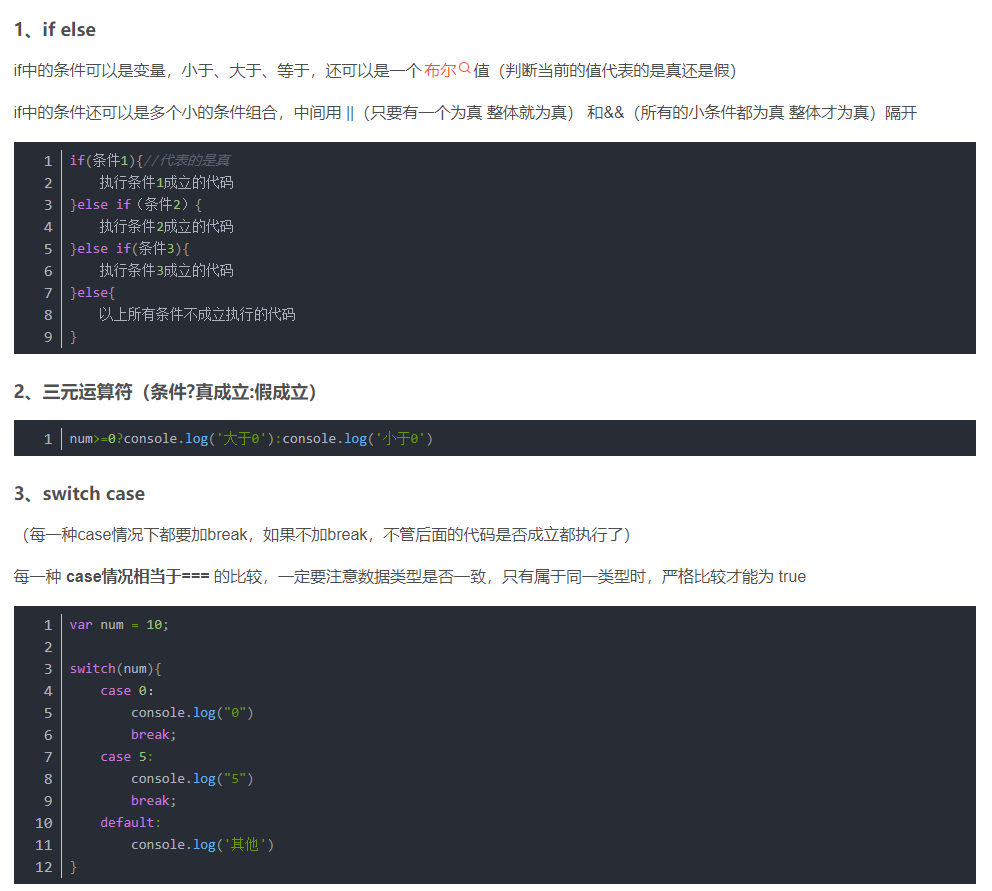 1、if else
if中的条件可以是变量，小于、大于、等于，还可以是一个布尔值（判断当前的值代表的是真还是假）
if中的条件还可以是多个小的条件组合，中间用 ||（只要有一个为真 整体就为真） 和&&（所有的小条件都为真 整体才为真）隔开
1 if(条件1){//代表的是真
2     执行条件1成立的代码
3 }else if（条件2）{
4     执行条件2成立的代码
5 }else if(条件3){
6     执行条件3成立的代码
7 }else{
8     以上所有条件不成立执行的代码
9 }
2、三元运算符（条件?真成立:假成立）
1 num>=0?console.log('大于0'):console.log('小于0')
3、switch case
（每一种case情况下都要加break，如果不加break，不管后面的代码是否成立都执行了）
每一种 case情况相当于=== 的比较，一定要注意数据类型是否一致，只有属于同一类型时，严格比较才能为 true
1 var num = 10;
2
3 switch(num){
4     case 0:
5         console.log("0")
6         break;
7     case 5:
8         console.log("5")
9         break;
10     default:
11         console.log('其他')
12 }